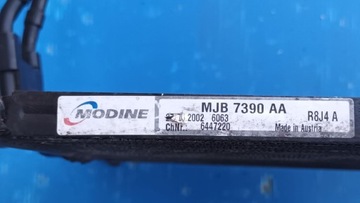 MODINE
MJB 7390 AA
2002 6063 R8J4 A
ChNr. 6447220 Made in Austria